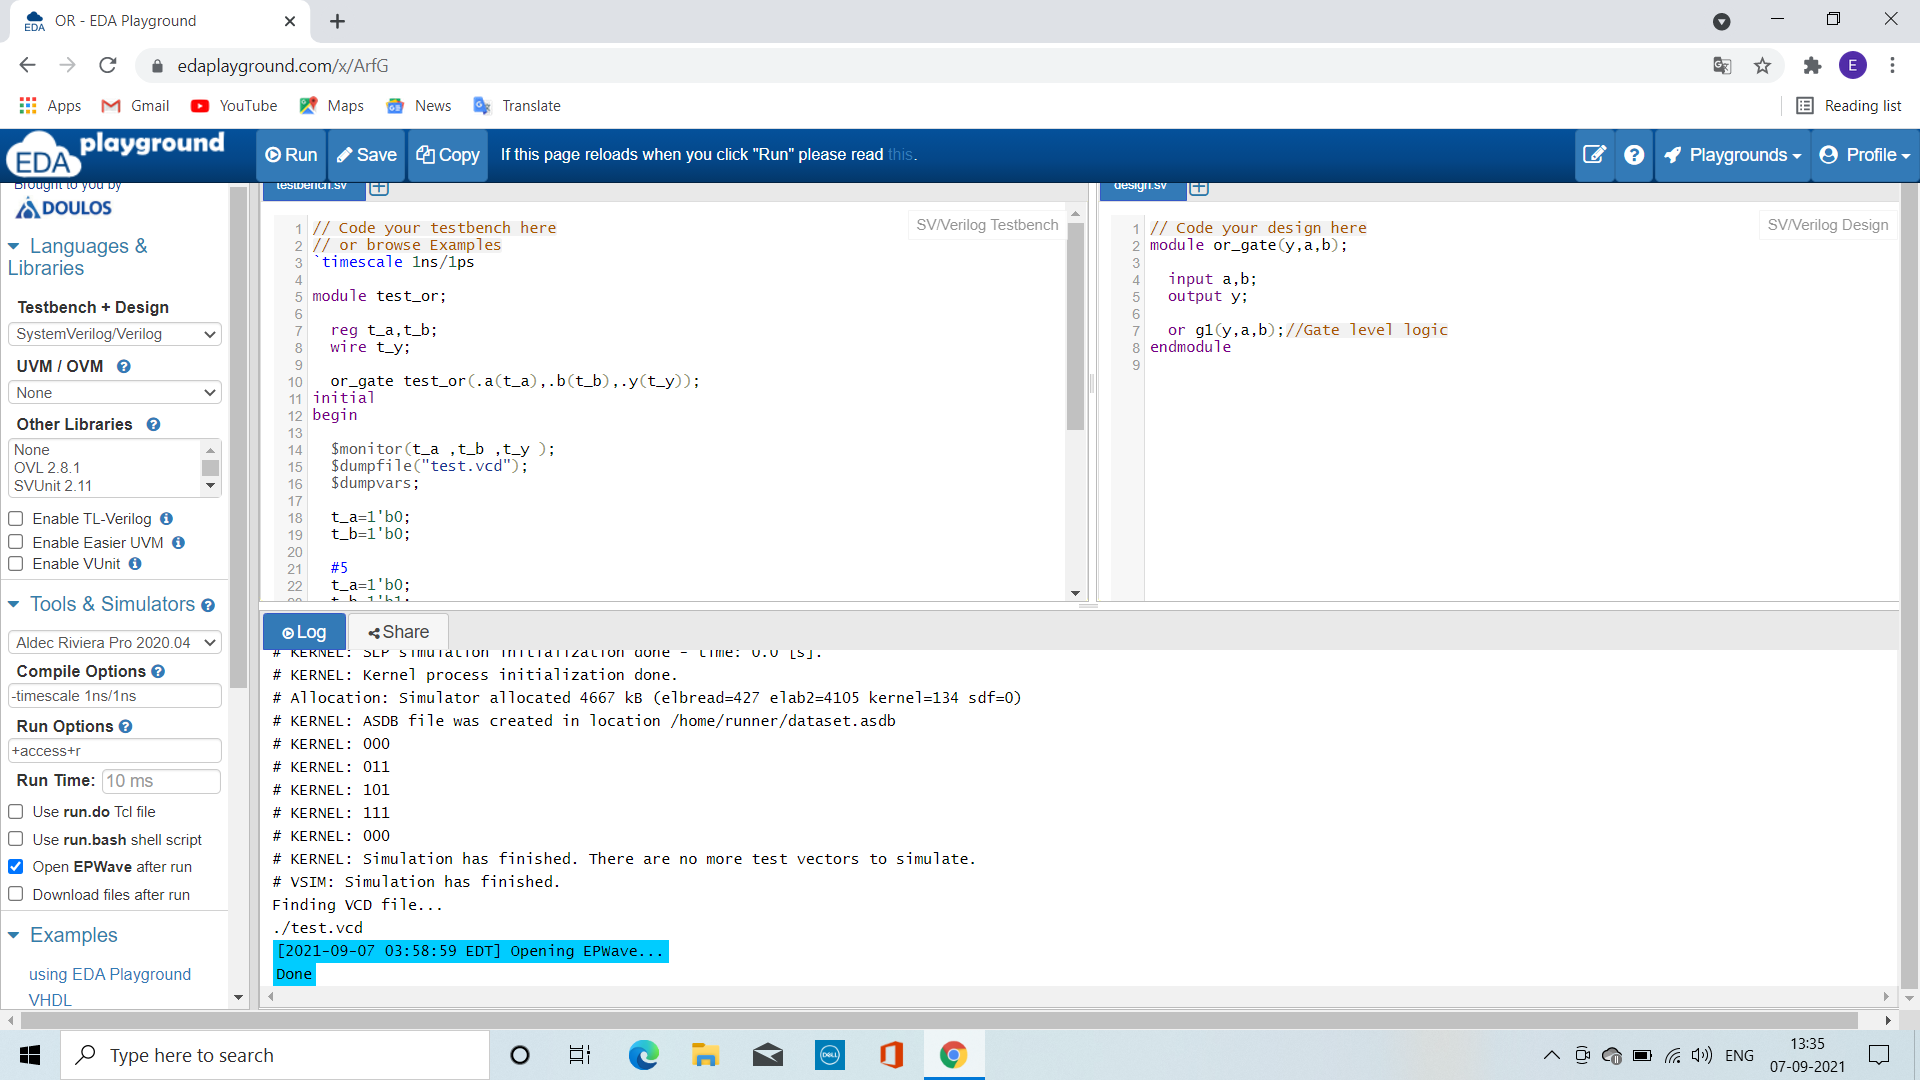 OR - EDA Playground
edaplayground.com/x/ArfG
E
Apps Gmail YouTube Maps News Translate Reading list
EDA playground
Run Save Copy If this page reloads when you click "Run" please read this. Playgrounds Profile
Brought to you by
DOULOS
Languages & Libraries
Testbench + Design
SystemVerilog/Verilog
UVM / OVM
None
Other Libraries
None
OVL 2.8.1
SVUnit 2.11
Enable TL-Verilog
Enable Easier UVM
Enable VUnit
Tools & Simulators
Aldec Riviera Pro 2020.04
Compile Options
-timescale 1ns/1ns
Run Options
+access+r
Run Time: 10 ms
Use run.do Tcl file
Use run.bash shell script
Open EPWave after run
Download files after run
Examples
using EDA Playground
VHDL
testbench.sv
SV/Verilog Testbench
1 // Code your testbench here
2 // or browse Examples
3 `timescale 1ns/1ps
4
5 module test_or;
6
7 reg t_a,t_b;
8 wire t_y;
9
10 or_gate test_or(.a(t_a),.b(t_b),.y(t_y));
11 initial
12 begin
13
14 $monitor(t_a ,t_b ,t_y );
15 $dumpfile("test.vcd");
16 $dumpvars;
17
18 t_a=1'b0;
19 t_b=1'b0;
20
21 #5
22 t_a=1'b0;
t_b=1'b1;
design.sv
SV/Verilog Design
1 // Code your design here
2 module or_gate(y,a,b);
3
4 input a,b;
5 output y;
6
7 or g1(y,a,b);//Gate level logic
8 endmodule
9
Log Share
# KERNEL: SLP simulation initialization done - time: 0.0 [s].
# KERNEL: Kernel process initialization done.
# Allocation: Simulator allocated 4667 kB (elbread=427 elab2=4105 kernel=134 sdf=0)
# KERNEL: ASDB file was created in location /home/runner/dataset.asdb
# KERNEL: 000
# KERNEL: 011
# KERNEL: 101
# KERNEL: 111
# KERNEL: 000
# KERNEL: Simulation has finished. There are no more test vectors to simulate.
# VSIM: Simulation has finished.
Finding VCD file...
./test.vcd
[2021-09-07 03:58:59 EDT] Opening EPWave...
Done
Type here to search
DELL
ENG
13:35
07-09-2021